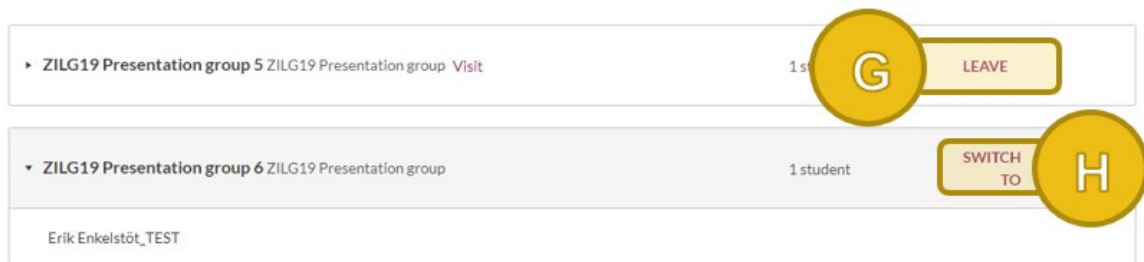 ZILG19 Presentation group 5 ZILG19 Presentation group Visit 1 st G LEAVE
ZILG19 Presentation group 6 ZILG19 Presentation group 1 student SWITCH TO H
Erik Enkelstöt_TEST